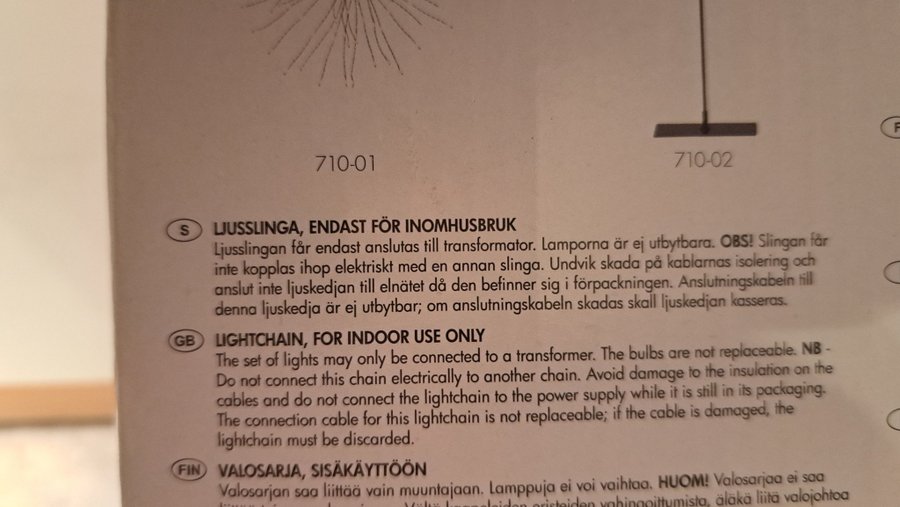 710-01
710-02
S LJUSSLINGA, ENDAST FÖR INOMHUSBRUK
Ljusslingan får endast anslutas till transformator. Lamporna är ej utbytbara. OBS! Slingan får
inte kopplas ihop elektriskt med en annan slinga. Undvik skada på kablarnas isolering och
anslut inte ljuskedjan till elnätet då den befinner sig i förpackningen. Anslutningskabeln till
denna ljuskedja är ej utbytbar; om anslutningskabeln skadas skall ljuskedjan kasseras.
GB LIGHTCHAIN, FOR INDOOR USE ONLY
The set of lights may only be connected to a transformer. The bulbs are not replaceable. NB -
Do not connect this chain electrically to another chain. Avoid damage to the insulation on the
cables and do not connect the lightchain to the power supply while it is still in its packaging.
The connection cable for this lightchain is not replaceable; if the cable is damaged, the
lightchain must be discarded.
FIN VALOSARJA, SISÄKÄYTTÖÖN
Valosarjan saa liittää vain muuntajaan. Lamppuja ei voi vaihtaa. HUOM! Valosarjaa ei saa
vahingoittumista, äläkä liitä valojohtoa